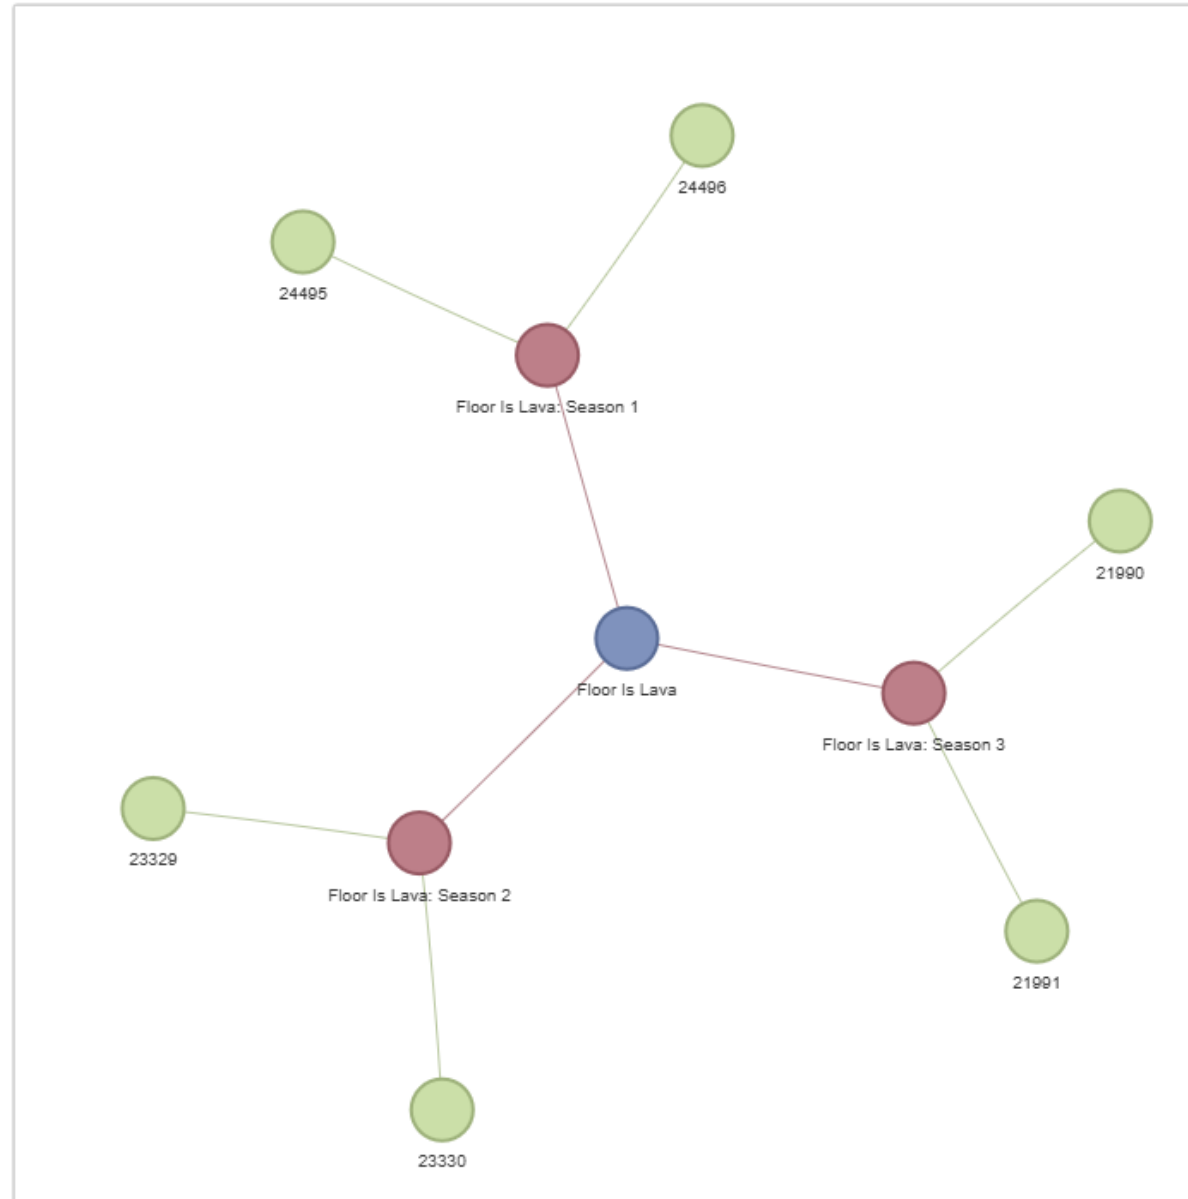 24496
24495
Floor Is Lava: Season 1
21990
Floor Is Lava
Floor Is Lava: Season 3
23329
Floor Is Lava: Season 2
21991
23330